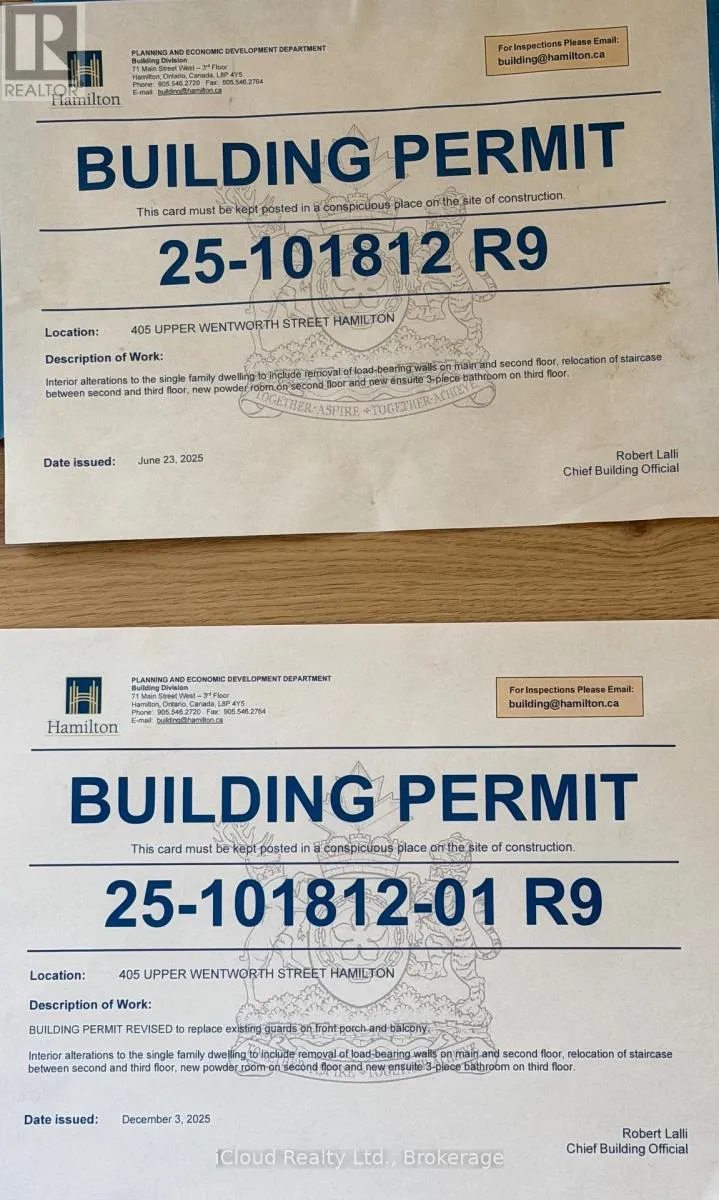 R
REALTOR
Hamilton
PLANNING AND ECONOMIC DEVELOPMENT DEPARTMENT
Building Division
71 Main Street West – 3rd Floor
Hamilton, Ontario, Canada, L8P 4Y5
Phone: 905.546.2720 Fax: 905.546.2764
E-mail: building@hamilton.ca
For Inspections Please Email:
building@hamilton.ca
BUILDING PERMIT
This card must be kept posted in a conspicuous place on the site of construction.
25-101812 R9
Location: 405 UPPER WENTWORTH STREET HAMILTON
Description of Work:
Interior alterations to the single family dwelling to include removal of load-bearing walls on main and second floor, relocation of staircase
between second and third floor, new powder room on second floor and new ensuite 3-piece bathroom on third floor.
TOGETHER·ASPIRE + TOGETHER·ACHIEVE
Date issued: June 23, 2025
Robert Lalli
Chief Building Official
Hamilton
PLANNING AND ECONOMIC DEVELOPMENT DEPARTMENT
Building Division
71 Main Street West – 3rd Floor
Hamilton, Ontario, Canada, L8P 4Y5
Phone: 905.546.2720 Fax: 905.546.2764
E-mail: building@hamilton.ca
For Inspections Please Email:
building@hamilton.ca
BUILDING PERMIT
This card must be kept posted in a conspicuous place on the site of construction.
25-101812-01 R9
Location: 405 UPPER WENTWORTH STREET HAMILTON
Description of Work:
BUILDING PERMIT REVISED to replace existing guards on front porch and balcony.
Interior alterations to the single family dwelling to include removal of load-bearing walls on main and second floor, relocation of staircase
between second and third floor, new powder room on second floor and new ensuite 3-piece bathroom on third floor.
Date issued: December 3, 2025
Robert Lalli
Chief Building Official
iCloud Realty Ltd., Brokerage